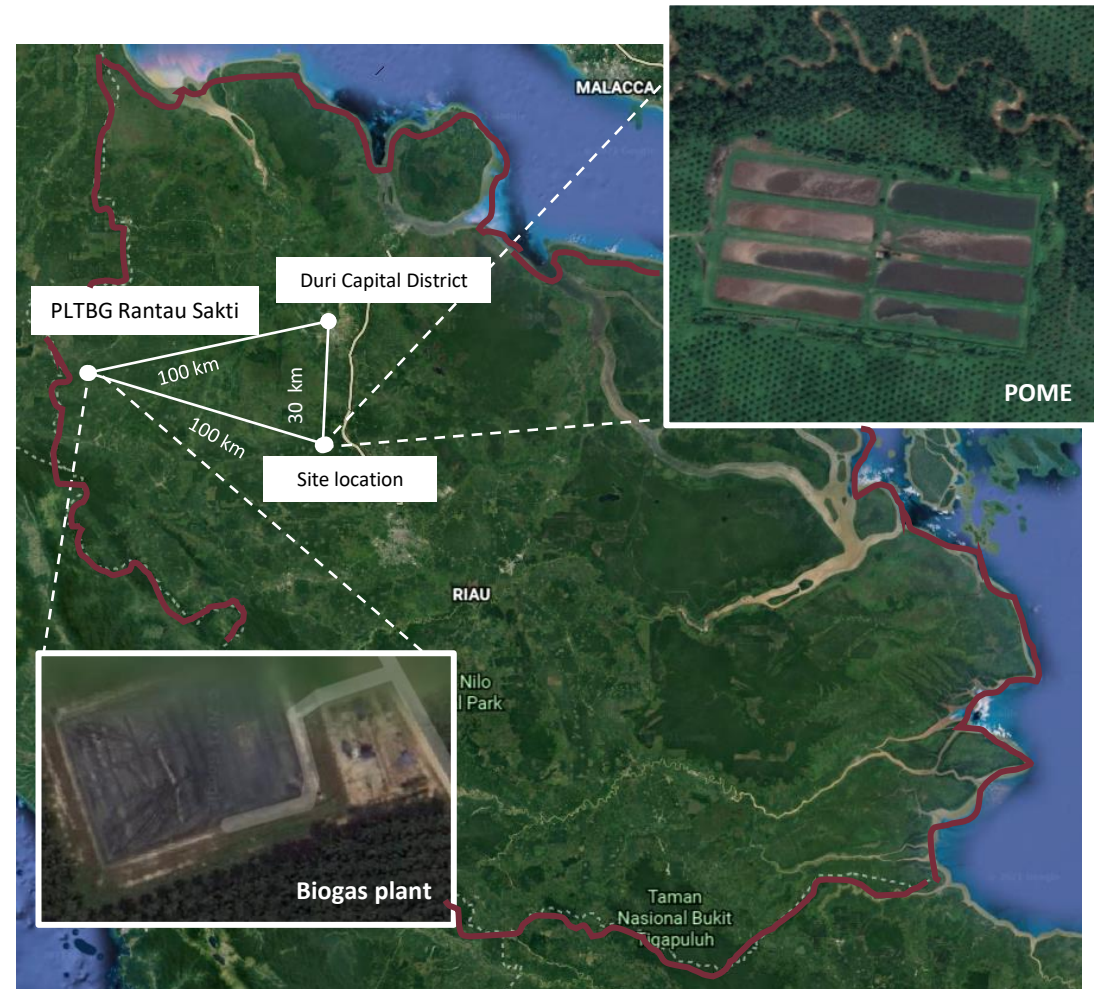 MALACCA
Duri Capital District
PLTBG Rantau Sakti
100 km
30 km
100 km
Site location
POME
RIAU
Nilo
l Park
Biogas plant
Taman
Nasional Bukit
Tigapuluh